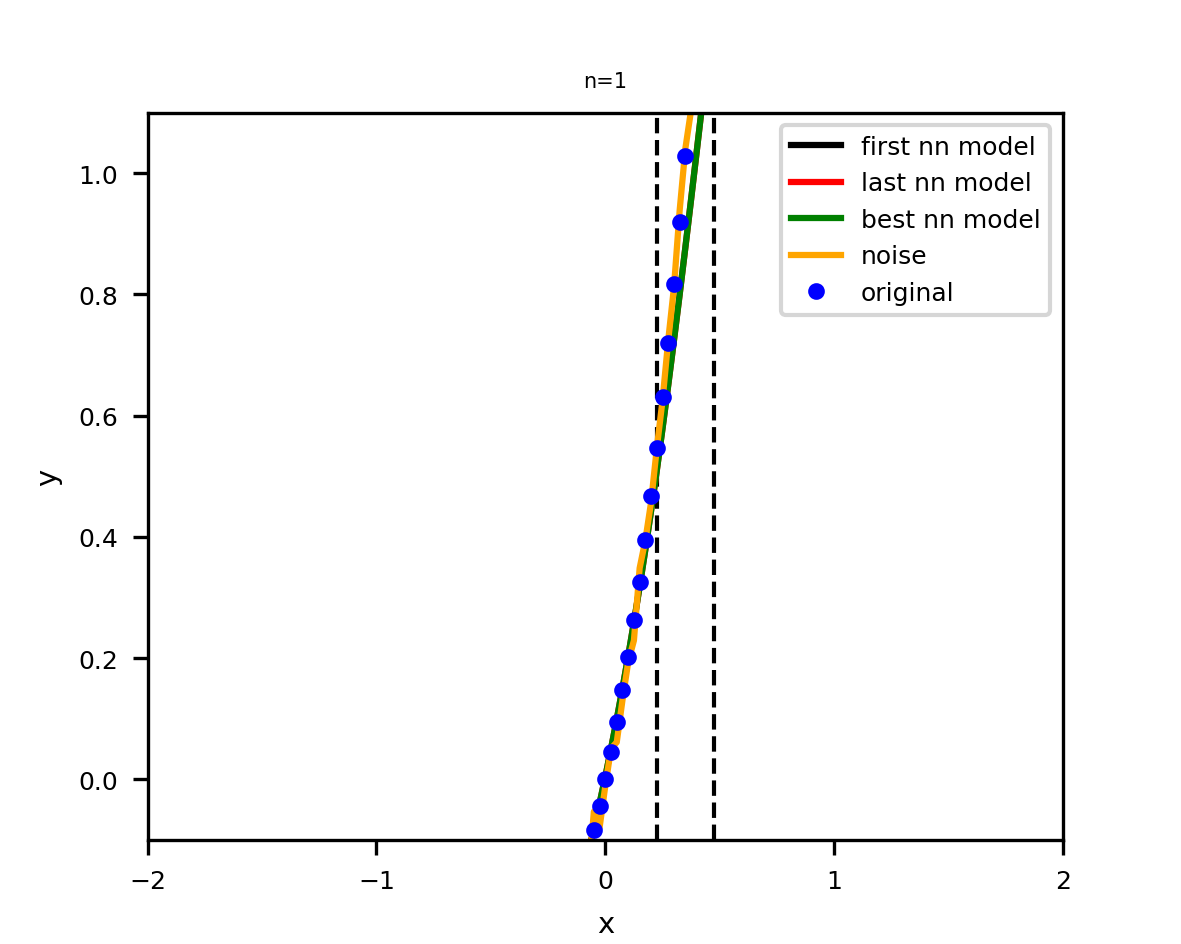 n=1
first nn model
last nn model
best nn model
noise
original
y
1.0
0.8
0.6
0.4
0.2
0.0
−2
−1
0
1
2
x